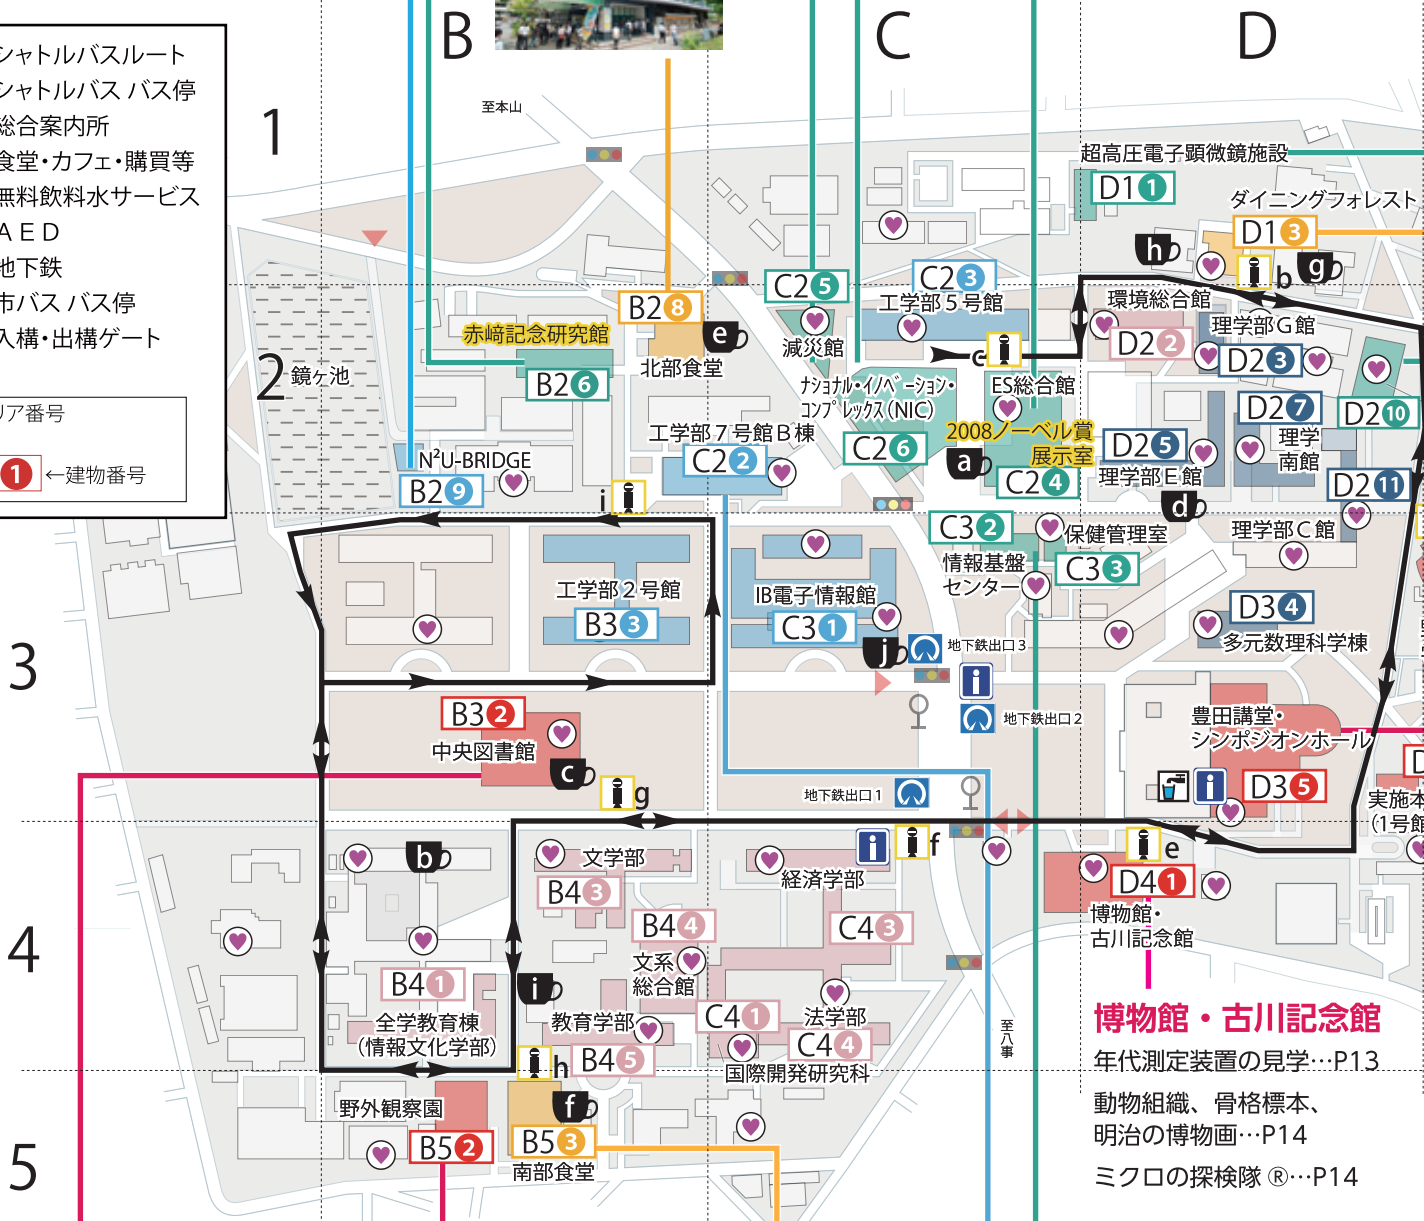 B
C
D
1
2
3
4
5
シャトルバスルート
シャトルバス バス停
総合案内所
食堂・カフェ・購買等
無料飲料水サービス
ＡＥＤ
地下鉄
市バス バス停
入構・出構ゲート
リア番号
1 ←建物番号
至本山
超高圧電子顕微鏡施設
D1 1
ダイニングフォレスト
D1 3
h
b
g
C2 5
減災館
C2 3
工学部５号館
c
環境総合館
D2 2
理学部Ｇ館
D2 3
B2 8
e
北部食堂
赤﨑記念研究館
B2 6
鏡ヶ池
ナショナル・イノベーション・
コンプレックス（NIC）
C2 6
ES総合館
2008ノーベル賞
展示室
a
C2 4
D2 7
理学
南館
D2 10
D2 5
理学部Ｅ館
D2 11
d
工学部７号館Ｂ棟
C2 2
N²U-BRIDGE
B2 9
i
C3 2
情報基盤
センター
保健管理室
C3 3
理学部Ｃ館
工学部２号館
B3 3
IB電子情報館
C3 1
j
地下鉄出口3
地下鉄出口2
D3 4
多元数理科学棟
B3 2
中央図書館
c
g
豊田講堂・
シンポジオンホール
D3 5
地下鉄出口1
実施本
（1号館
f
e
b
文学部
B4 3
経済学部
D4 1
博物館・
古川記念館
B4 4
文系
総合館
C4 3
B4 1
全学教育棟
（情報文化学部）
i
教育学部
B4 5
C4 1
法学部
C4 4
国際開発研究科
至八事
h
f
野外観察園
B5 2
B5 3
南部食堂
博物館・古川記念館
年代測定装置の見学…P13
動物組織、骨格標本、
明治の博物画…P14
ミクロの探検隊 ®…P14